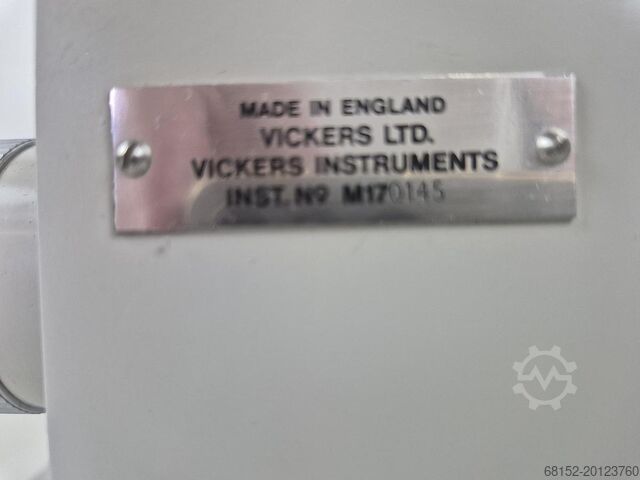 MADE IN ENGLAND
VICKERS LTD.
VICKERS INSTRUMENTS
INST. Nº M170145
68152-20123760